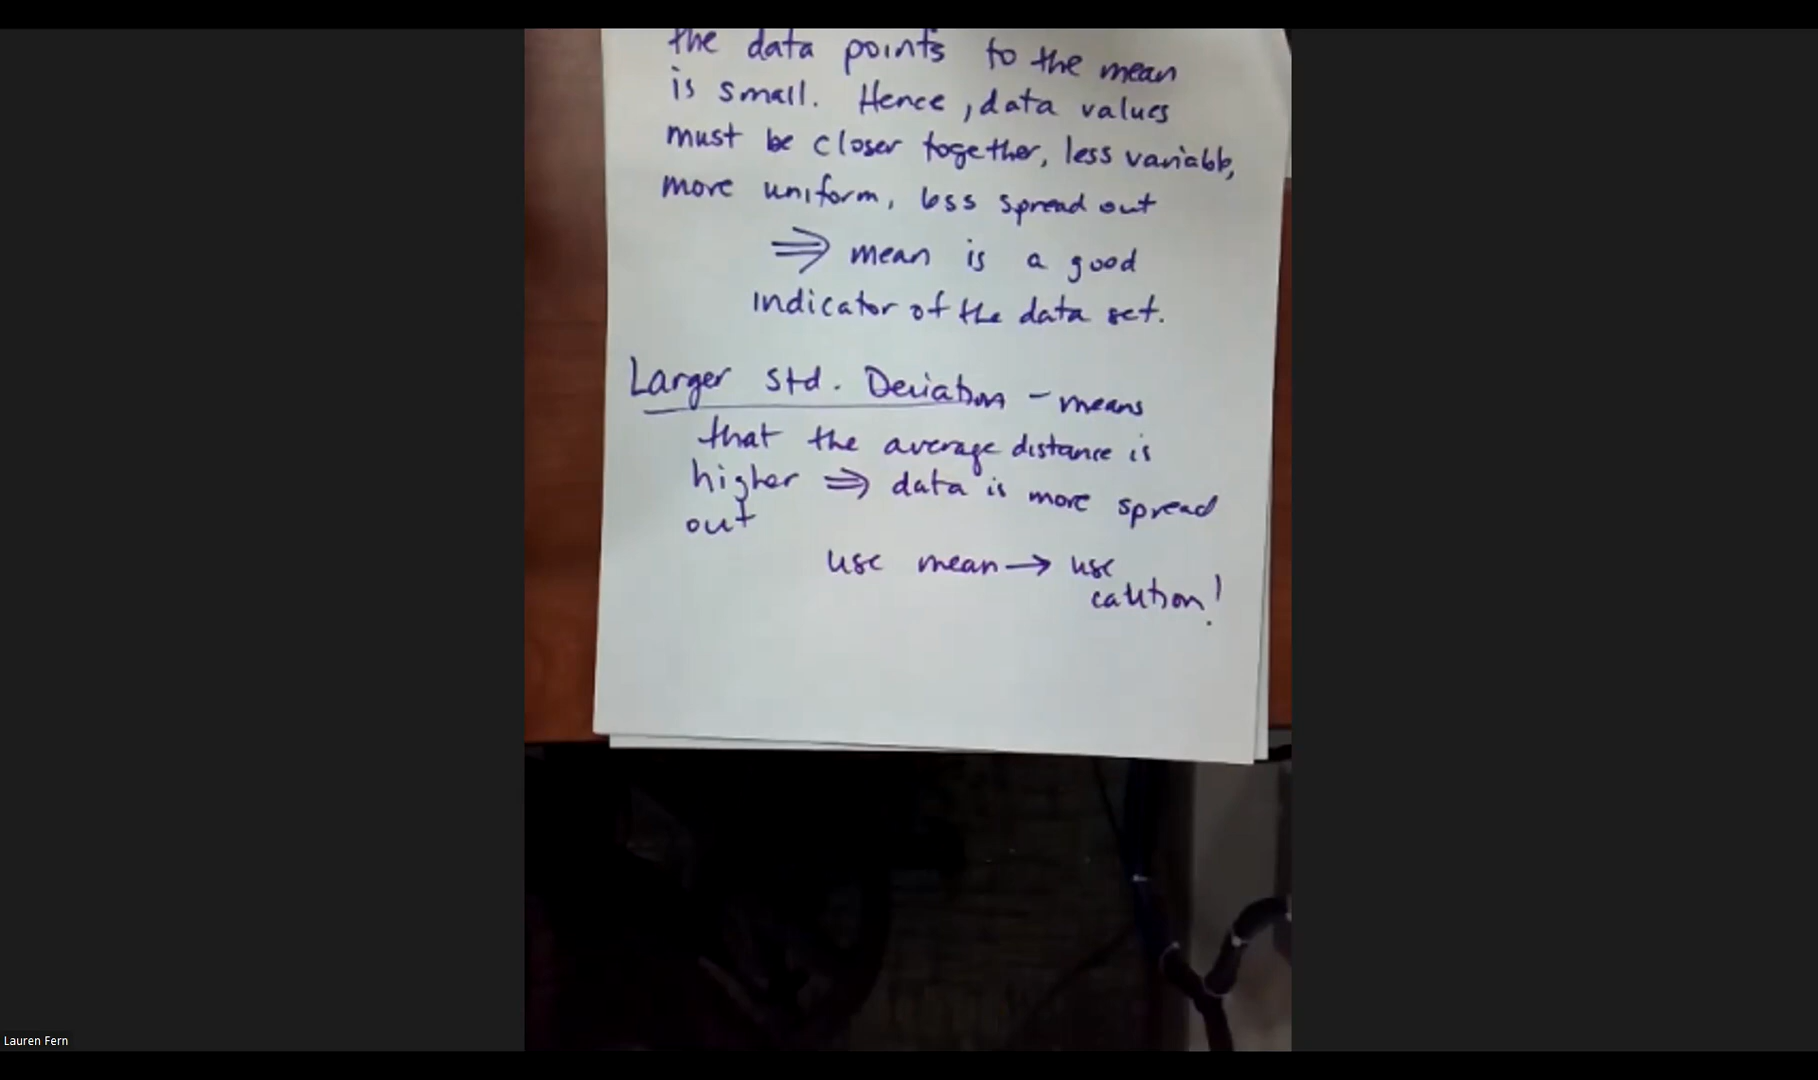 the data points to the mean
is small. Hence, data values
must be closer together, less variable,
more uniform, less spread out
⇒ mean is a good
indicator of the data set.
Larger Std. Deviation - means
that the average distance is
higher ⇒ data is more spread
out
use mean → use
caution!
Lauren Fern